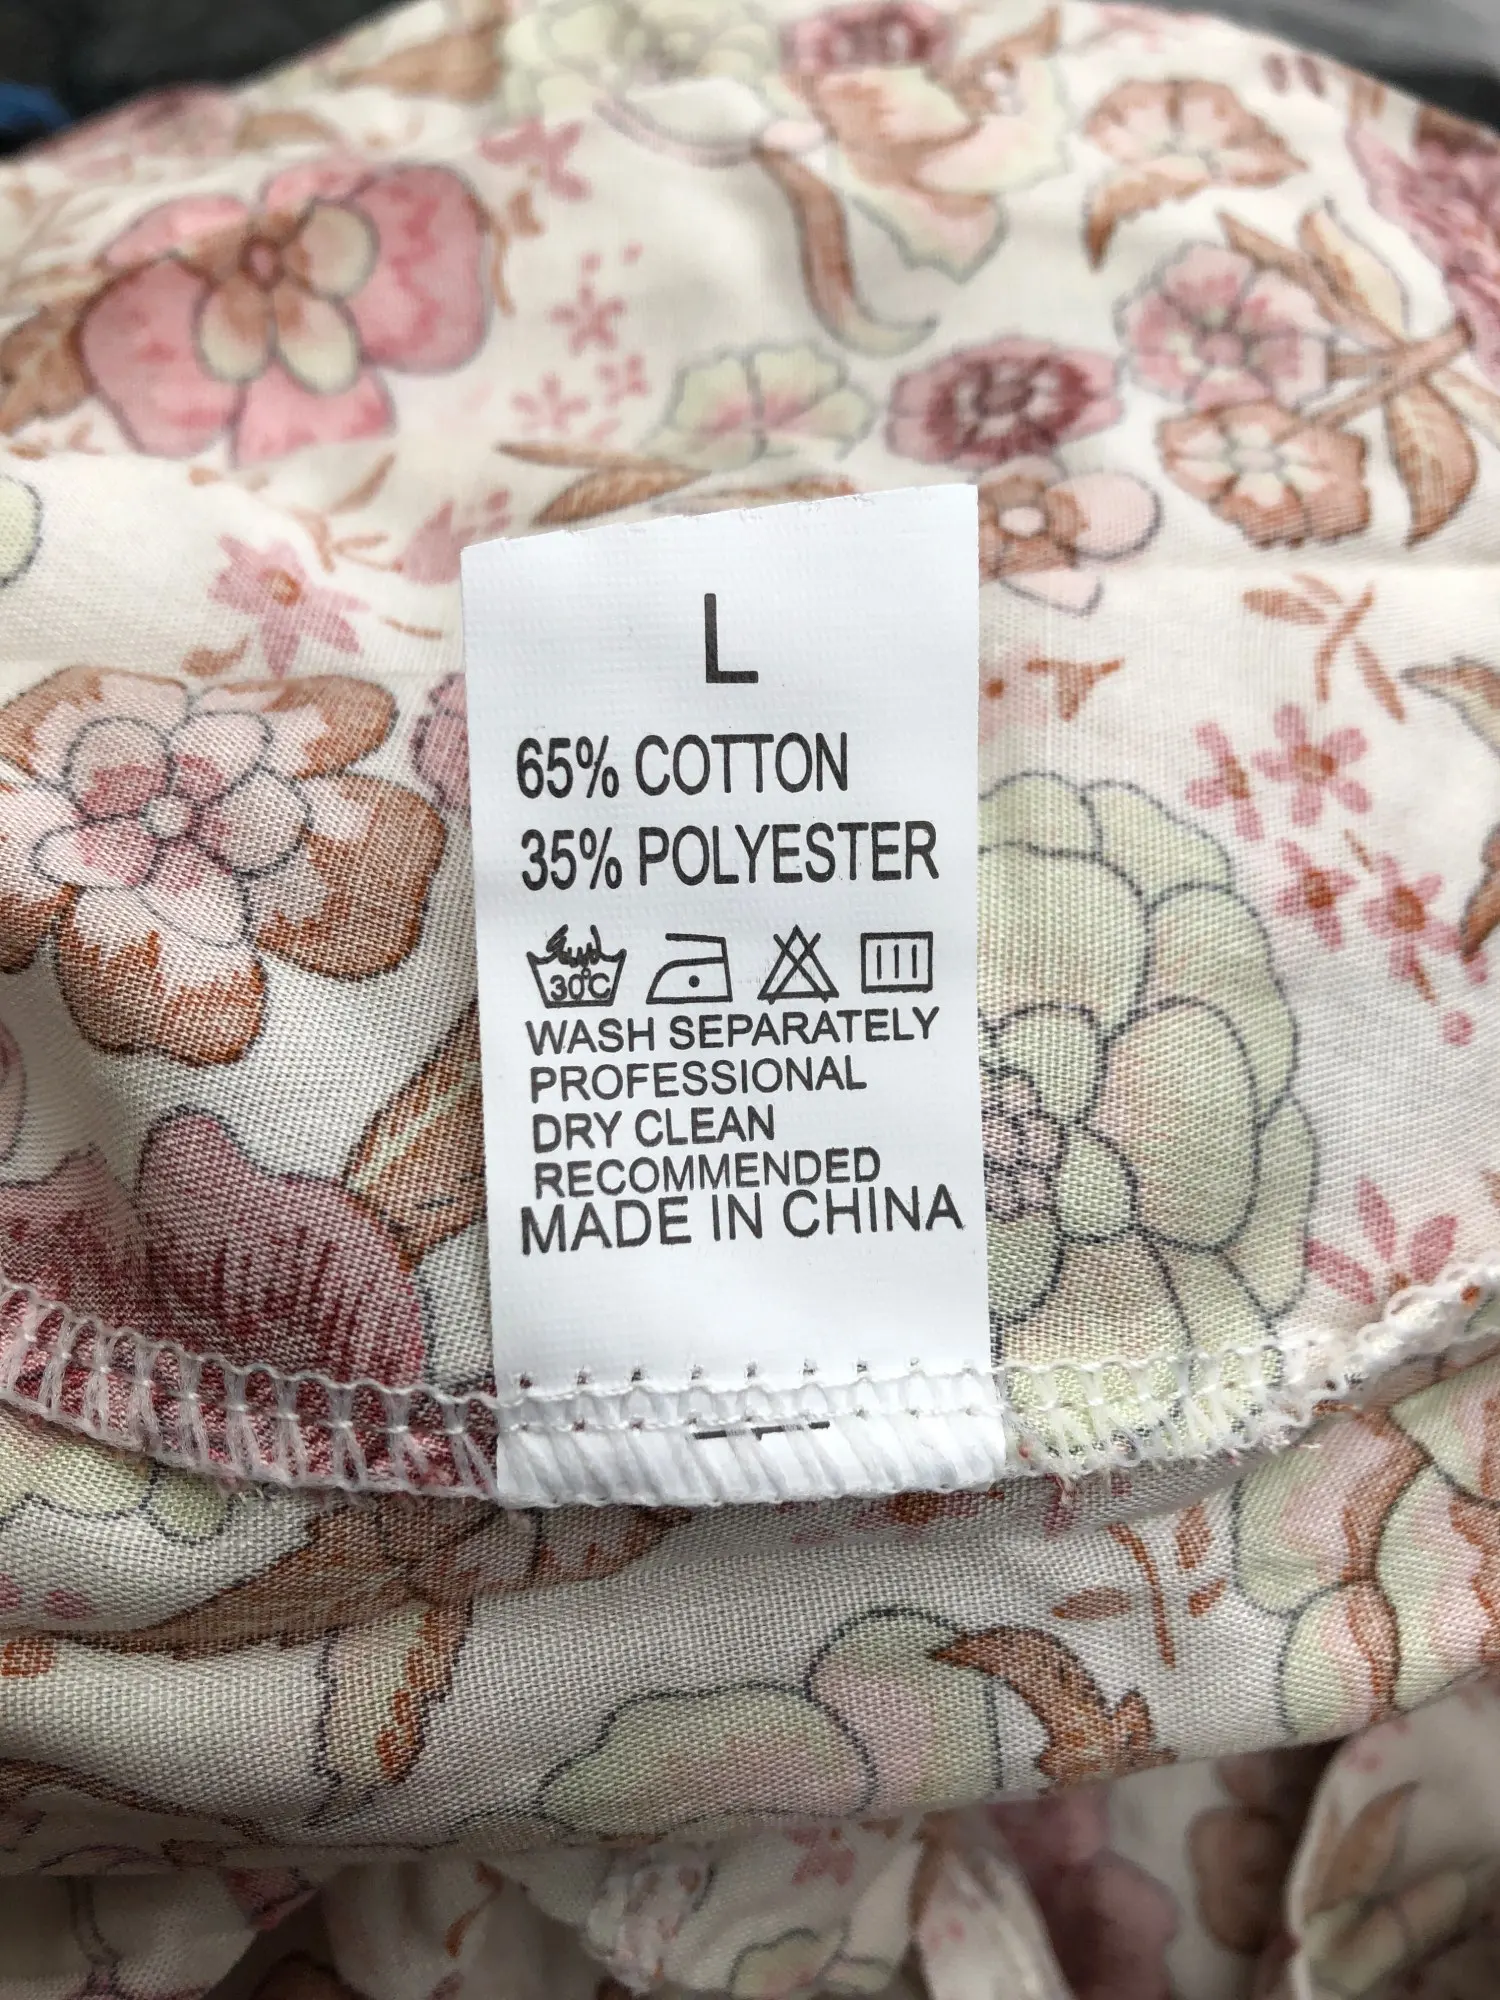 L
65% COTTON
35% POLYESTER
30°C
WASH SEPARATELY
PROFESSIONAL
DRY CLEAN
RECOMMENDED
MADE IN CHINA